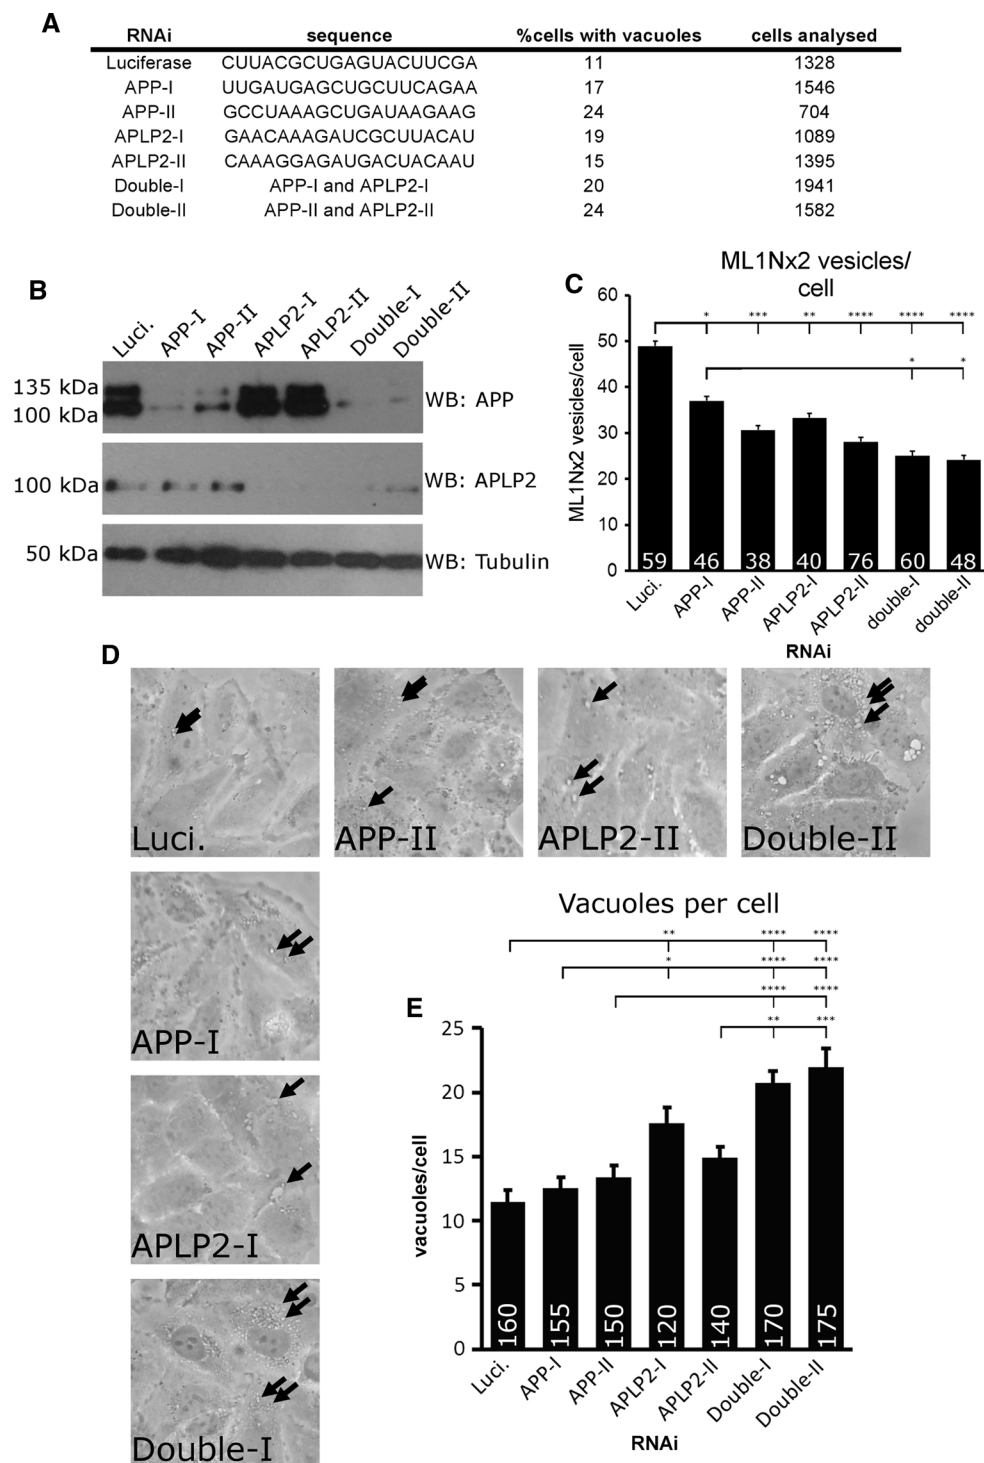 A
RNAi sequence %cells with vacuoles cells analysed
Luciferase CUUACGCUGAGUACUUCGA 11 1328
APP-I UUGAUGAGCUGCUUCAGAA 17 1546
APP-II GCCUAAAGCUGAUAAGAAG 24 704
APLP2-I GAACAAAGAUCGCUUACAU 19 1089
APLP2-II CAAAGGAGAUGACUACAAU 15 1395
Double-I APP-I and APLP2-I 20 1941
Double-II APP-II and APLP2-II 24 1582
B
Luci. APP-I APP-II APLP2-I APLP2-II Double-I Double-II
135 kDa
100 kDa
WB: APP
100 kDa
WB: APLP2
50 kDa
WB: Tubulin
C
ML1Nx2 vesicles/
cell
* *** ** **** **** ****
* *
ML1Nx2 vesicles/cell
60
50
40
30
20
10
0
59 46 38 40 76 60 48
Luci. APP-I APP-II APLP2-I APLP2-II double-I double-II
RNAi
D
Luci.
APP-II
APLP2-II
Double-II
APP-I
APLP2-I
Double-I
Vacuoles per cell
** **** ****
* **** ****
**** ****
** ***
E
vacuoles/cell
25
20
15
10
5
0
160 155 150 120 140 170 175
Luci. APP-I APP-II APLP2-I APLP2-II Double-I Double-II
RNAi